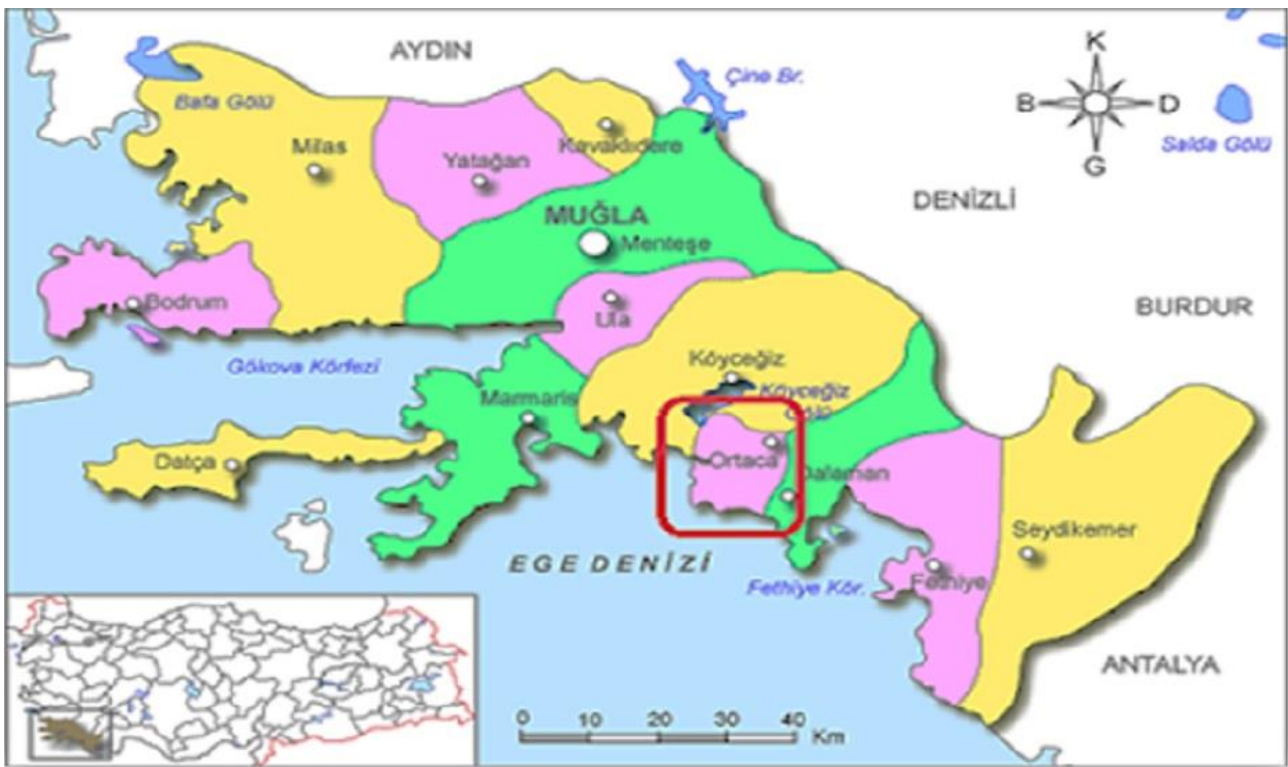 AYDIN
K
Çine Br.
B
D
Bafa Gölü
Salda Gölü
Milas
Kavaklıdere
Yatağan
G
DENİZLİ
MUĞLA
Menteşe
Bodrum
BURDUR
Ula
Gökova Körfezi
Köyceğiz
Köyceğiz
Marmaris
Datça
Ortaca
Dalaman
Seydikemer
EGE DENİZİ
Fethiye
Fethiye Kör.
ANTALYA
0 10 20 30 40
Km